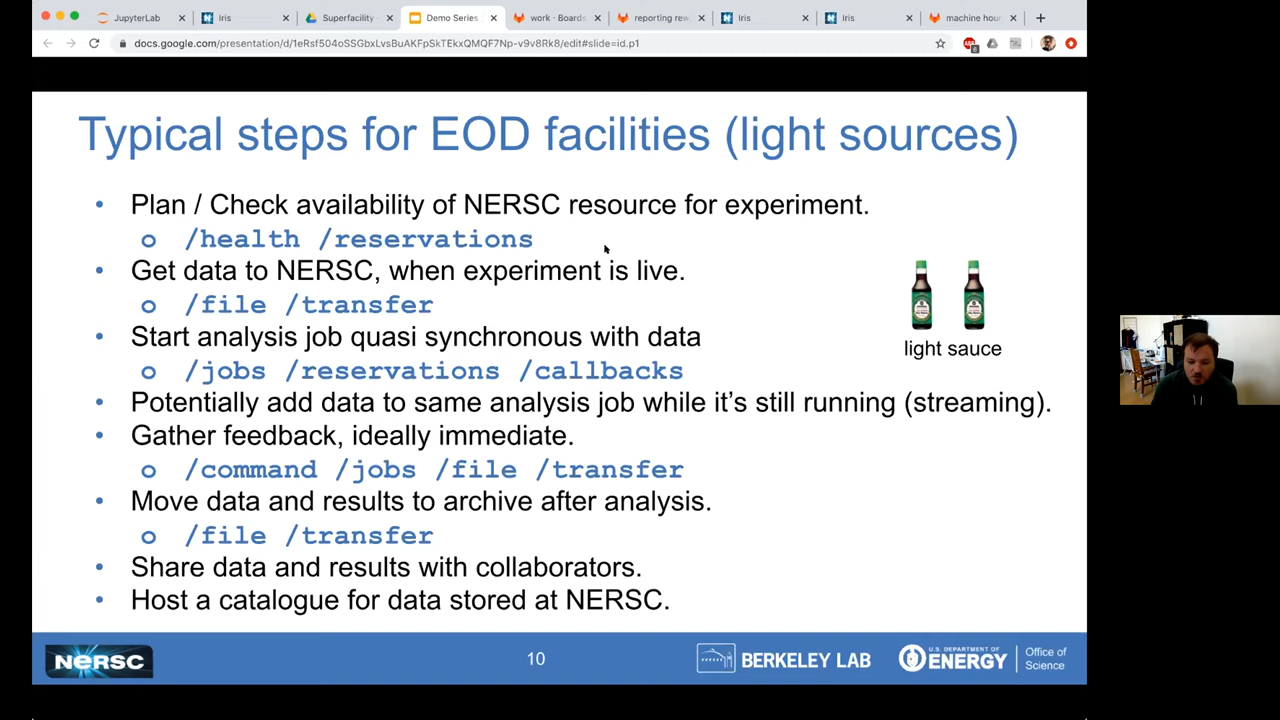 JupyterLab
Iris
Superfacility
Demo Series
work · Boards
reporting rew
Iris
Iris
machine hour
docs.google.com/presentation/d/1eRsf504oSSGbxLvsBuAKFpSkTEkxQMQF7Np-v9v8Rk8/edit#slide=id.p1
Typical steps for EOD facilities (light sources)
• Plan / Check availability of NERSC resource for experiment.
o /health /reservations
• Get data to NERSC, when experiment is live.
o /file /transfer
• Start analysis job quasi synchronous with data
o /jobs /reservations /callbacks
• Potentially add data to same analysis job while it's still running (streaming).
• Gather feedback, ideally immediate.
o /command /jobs /file /transfer
• Move data and results to archive after analysis.
o /file /transfer
• Share data and results with collaborators.
• Host a catalogue for data stored at NERSC.
light sauce
NERSC
10
BERKELEY LAB
U.S. DEPARTMENT OF
ENERGY
Office of
Science